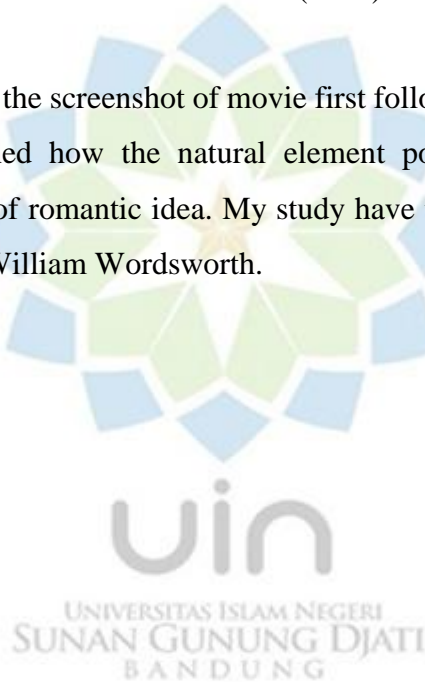 the screenshot of movie first follo
ed how the natural element po
of romantic idea. My study have
William Wordsworth.
uin
UNIVERSITAS ISLAM NEGERI
SUNAN GUNUNG DJATI
BANDUNG